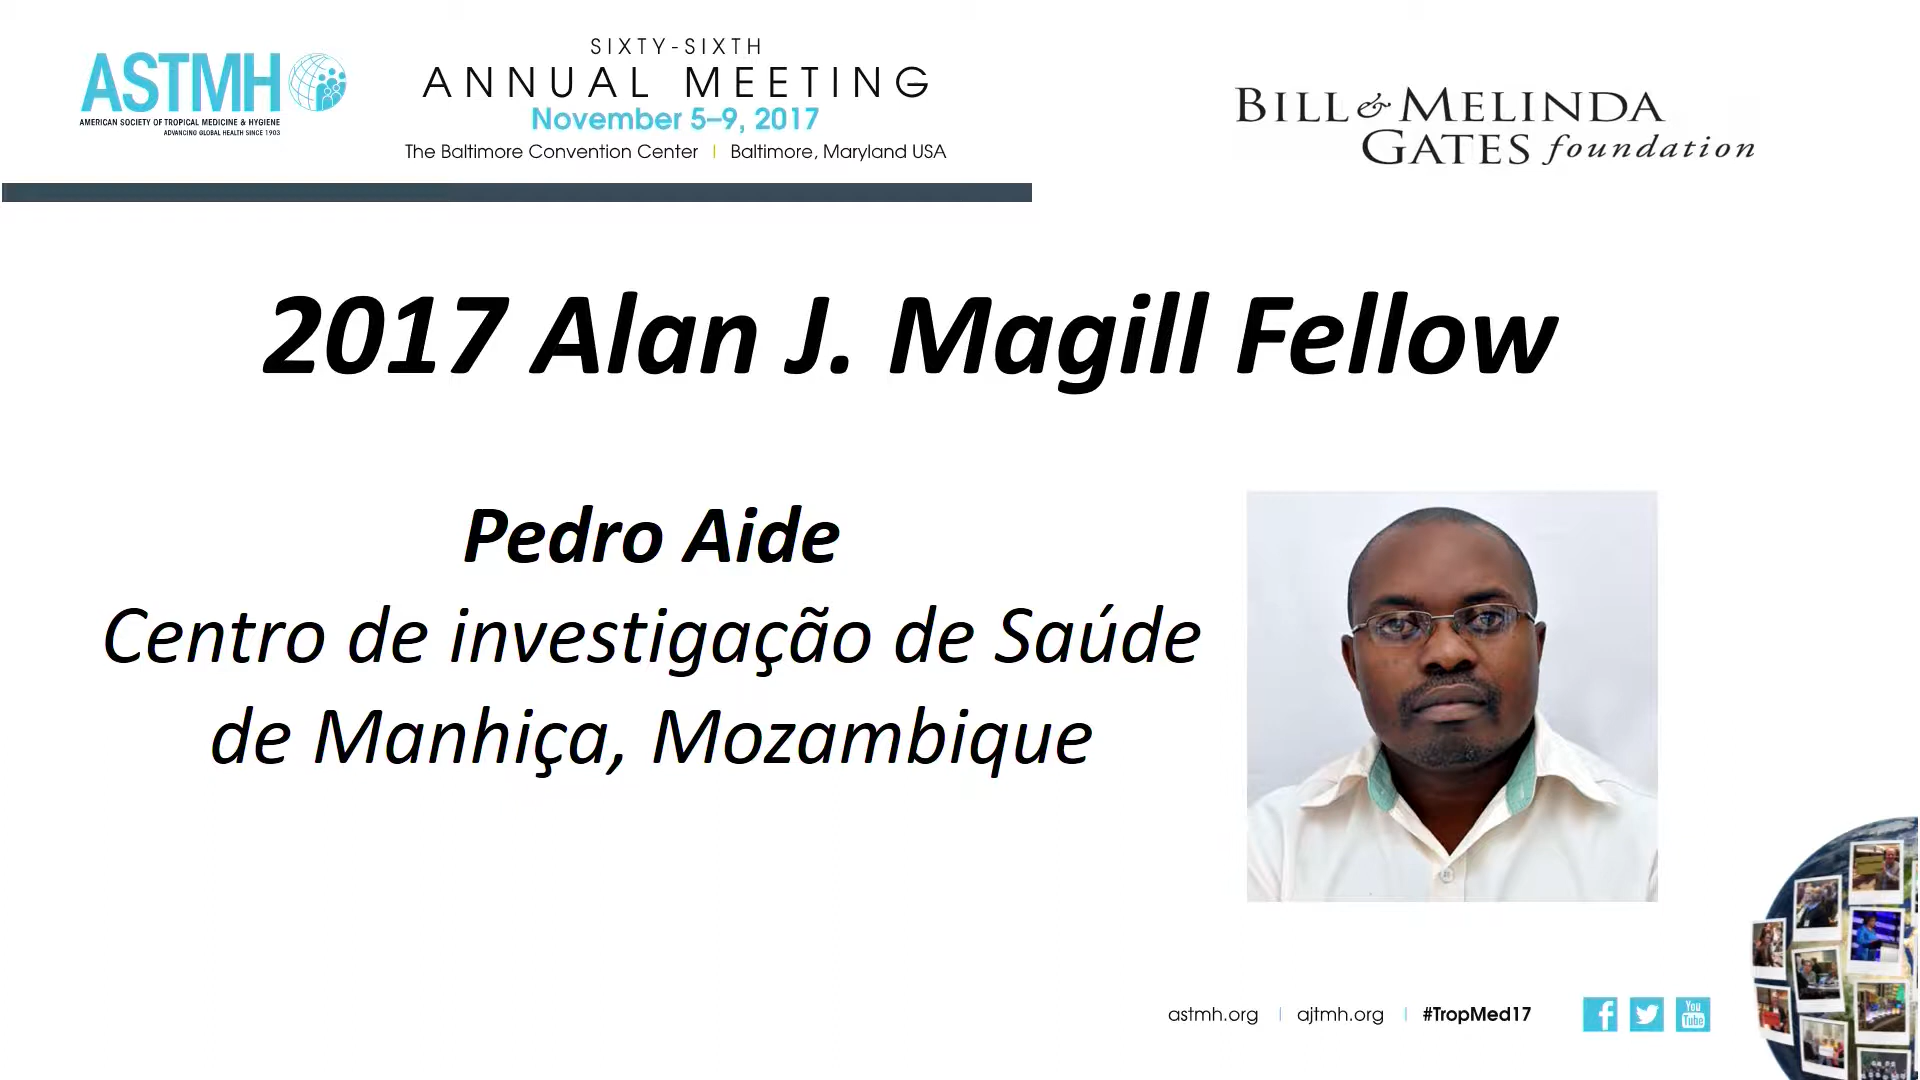 ASTMH
AMERICAN SOCIETY OF TROPICAL MEDICINE & HYGIENE
ADVANCING GLOBAL HEALTH SINCE 1903
SIXTY-SIXTH
ANNUAL MEETING
November 5–9, 2017
The Baltimore Convention Center | Baltimore, Maryland USA
BILL & MELINDA
GATES foundation
2017 Alan J. Magill Fellow
Pedro Aide
Centro de investigação de Saúde
de Manhiça, Mozambique
astmh.org | ajtmh.org | #TropMed17
You
Tube